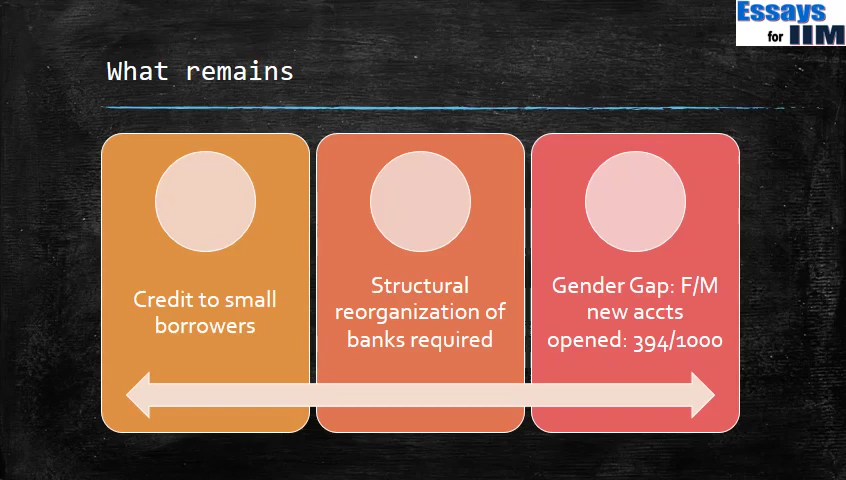 Essays
for IIM
What remains
Credit to small
borrowers
Structural
reorganization of
banks required
Gender Gap: F/M
new accts
opened: 394/1000